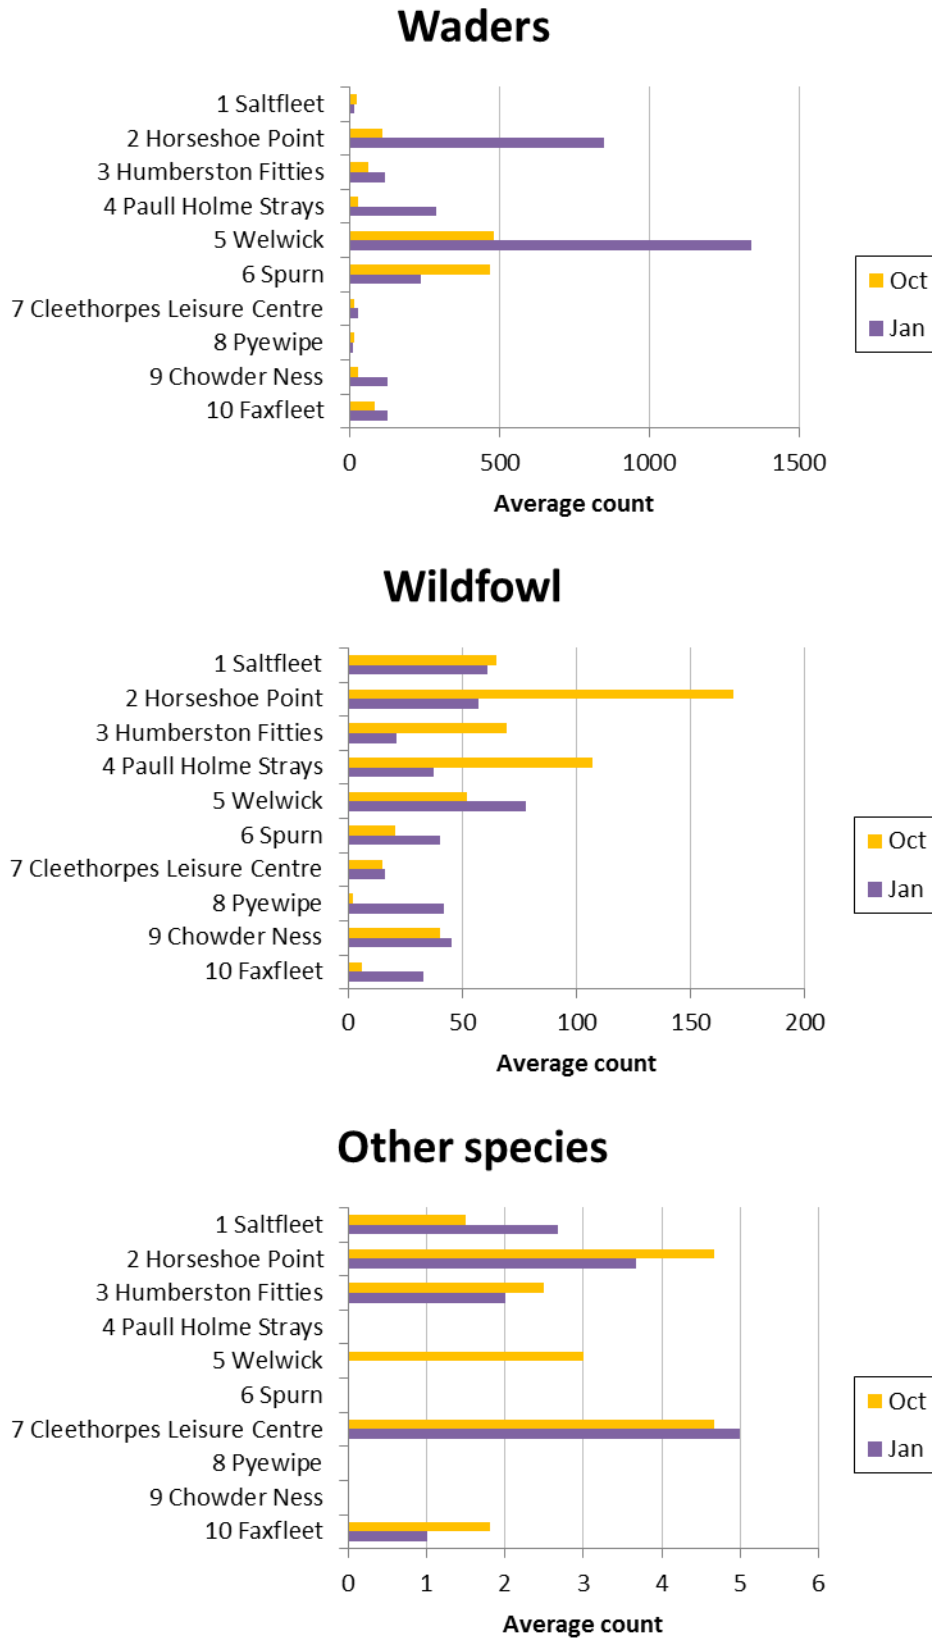 Waders
1 Saltfleet
2 Horseshoe Point
3 Humberston Fitties
4 Paull Holme Strays
5 Welwick
6 Spurn
7 Cleethorpes Leisure Centre
8 Pyewipe
9 Chowder Ness
10 Faxfleet
0 500 1000 1500
Average count
Oct
Jan
Wildfowl
1 Saltfleet
2 Horseshoe Point
3 Humberston Fitties
4 Paull Holme Strays
5 Welwick
6 Spurn
7 Cleethorpes Leisure Centre
8 Pyewipe
9 Chowder Ness
10 Faxfleet
0 50 100 150 200
Average count
Oct
Jan
Other species
1 Saltfleet
2 Horseshoe Point
3 Humberston Fitties
4 Paull Holme Strays
5 Welwick
6 Spurn
7 Cleethorpes Leisure Centre
8 Pyewipe
9 Chowder Ness
10 Faxfleet
0 1 2 3 4 5 6
Average count
Oct
Jan